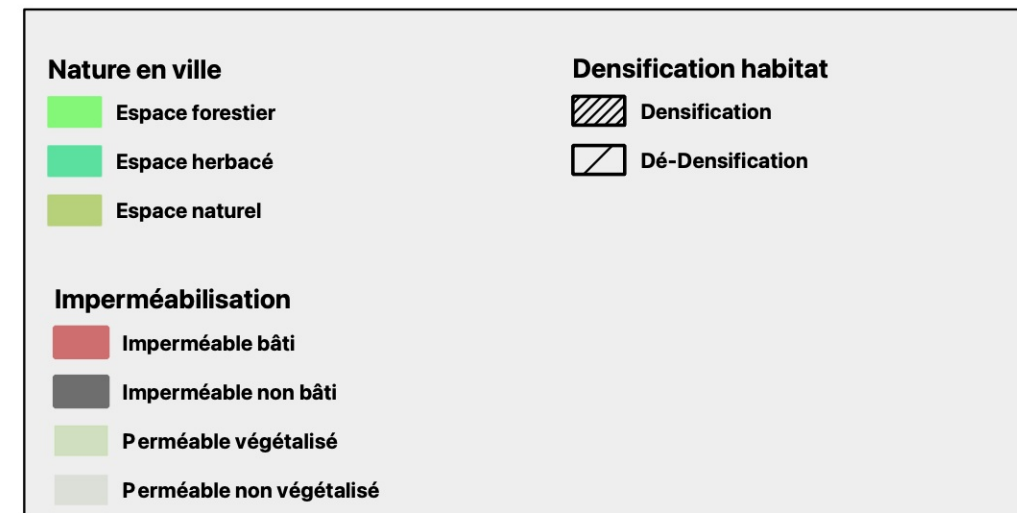 Nature en ville
Espace forestier
Espace herbacé
Espace naturel
Imperméabilisation
Imperméable bâti
Imperméable non bâti
Perméable végétalisé
Perméable non végétalisé
Densification habitat
Densification
Dé-Densification